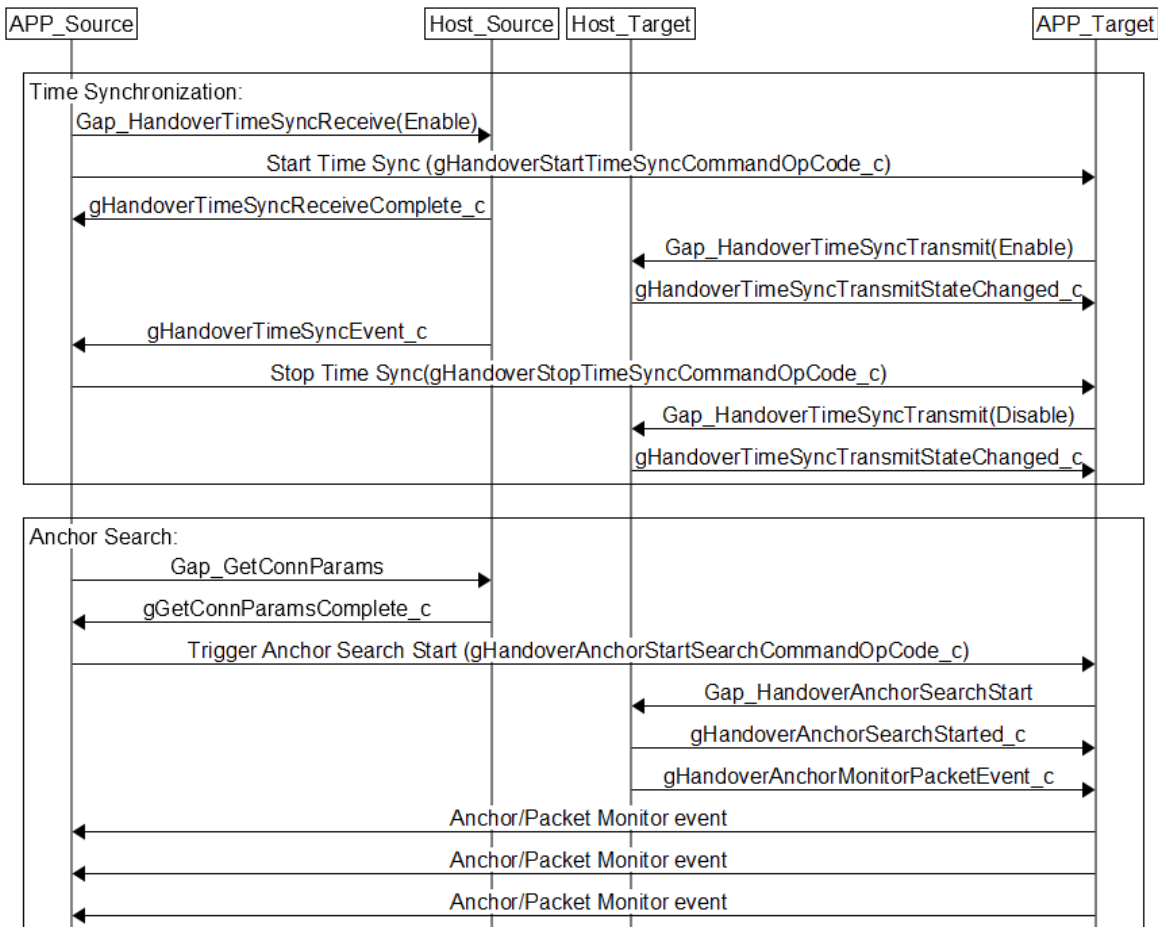 APP_Source
Host_Source
Host_Target
APP_Target
Time Synchronization:
Gap_HandoverTimeSyncReceive(Enable)
Start Time Sync (gHandoverStartTimeSyncCommandOpCode_c)
gHandoverTimeSyncReceiveComplete_c
Gap_HandoverTimeSyncTransmit(Enable)
gHandoverTimeSyncTransmitStateChanged_c
gHandoverTimeSyncEvent_c
Stop Time Sync(gHandoverStopTimeSyncCommandOpCode_c)
Gap_HandoverTimeSyncTransmit(Disable)
gHandoverTimeSyncTransmitStateChanged_c
Anchor Search:
Gap_GetConnParams
gGetConnParamsComplete_c
Trigger Anchor Search Start (gHandoverAnchorStartSearchCommandOpCode_c)
Gap_HandoverAnchorSearchStart
gHandoverAnchorSearchStarted_c
gHandoverAnchorMonitorPacketEvent_c
Anchor/Packet Monitor event
Anchor/Packet Monitor event
Anchor/Packet Monitor event